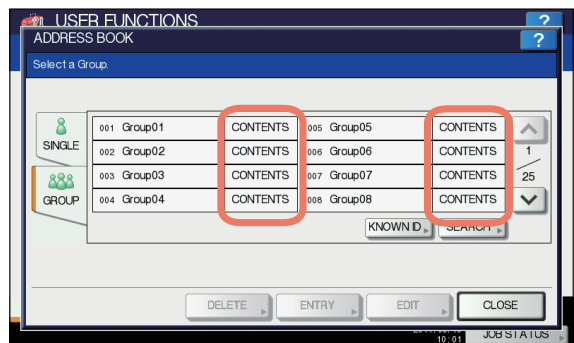 USER FUNCTIONS ?
ADDRESS BOOK ?
Select a Group.
SINGLE
GROUP
001 Group01 CONTENTS 005 Group05 CONTENTS
002 Group02 CONTENTS 006 Group06 CONTENTS
003 Group03 CONTENTS 007 Group07 CONTENTS
004 Group04 CONTENTS 008 Group08 CONTENTS
1
25
KNOWN ID SEARCH
DELETE ENTRY EDIT CLOSE
10:01 JOB STATUS